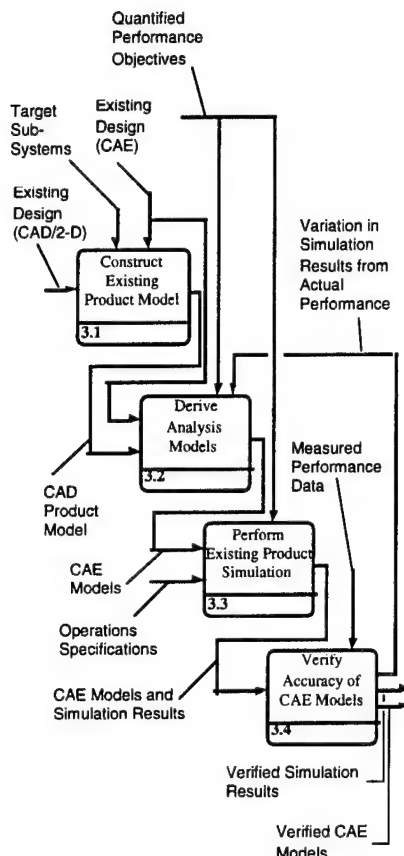 Quantified
Performance
Objectives
Target
Sub-
Systems
Existing
Design
(CAE)
Existing
Design
(CAD/2-D)
Variation in
Simulation
Results from
Actual
Performance
Construct
Existing
Product Model
3.1
Derive
Analysis
Models
3.2
Measured
Performance
Data
CAD
Product
Model
Perform
Existing Product
Simulation
3.3
CAE
Models
Operations
Specifications
Verify
Accuracy of
CAE Models
3.4
CAE Models and
Simulation Results
Verified Simulation
Results
Verified CAE
Models